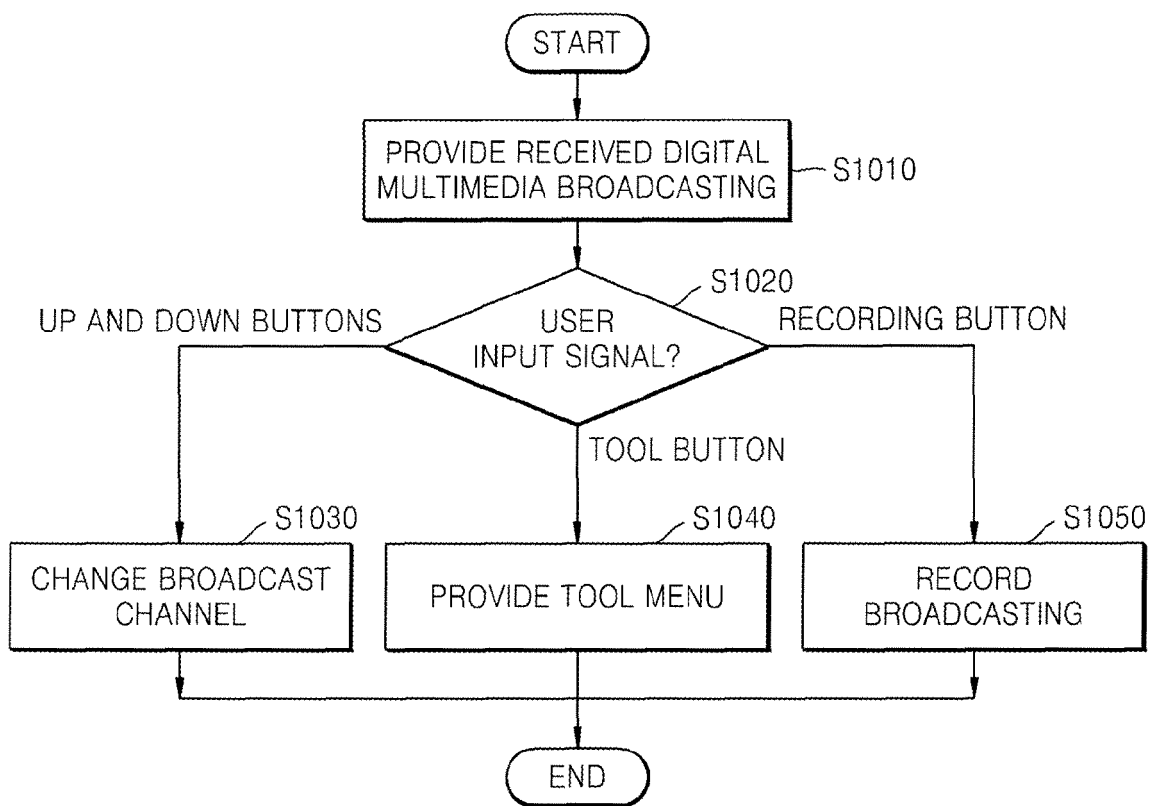 START
PROVIDE RECEIVED DIGITAL
MULTIMEDIA BROADCASTING
S1010
S1020
UP AND DOWN BUTTONS
USER
INPUT SIGNAL?
RECORDING BUTTON
TOOL BUTTON
S1030
CHANGE BROADCAST
CHANNEL
S1040
PROVIDE TOOL MENU
S1050
RECORD
BROADCASTING
END